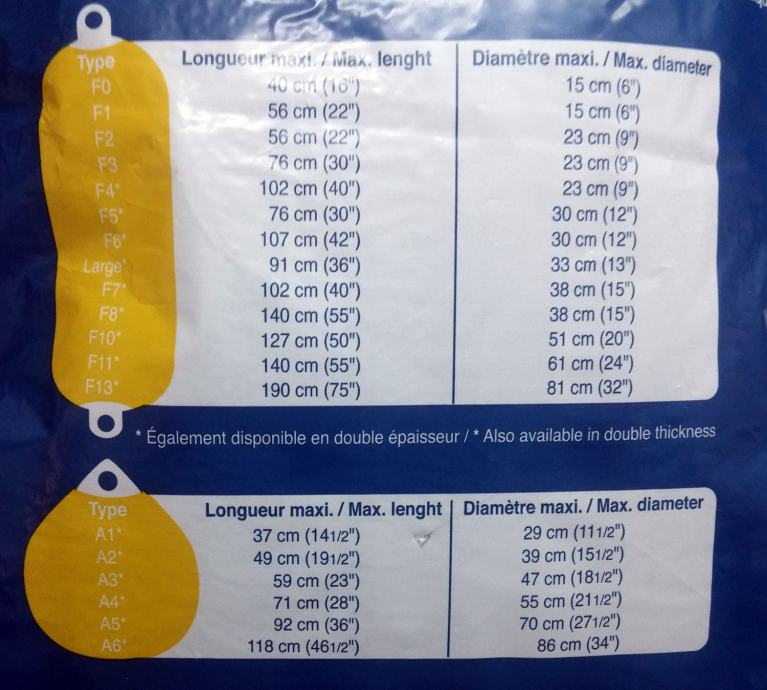 Type Longueur maxi. / Max. lenght Diamètre maxi. / Max. diameter
F0 40 cm (16") 15 cm (6")
F1 56 cm (22") 15 cm (6")
F2 56 cm (22") 23 cm (9")
F3 76 cm (30") 23 cm (9")
F4* 102 cm (40") 23 cm (9")
F5* 76 cm (30") 30 cm (12")
F6* 107 cm (42") 30 cm (12")
Large* 91 cm (36") 33 cm (13")
F7* 102 cm (40") 38 cm (15")
F8* 140 cm (55") 38 cm (15")
F10* 127 cm (50") 51 cm (20")
F11* 140 cm (55") 61 cm (24")
F13* 190 cm (75") 81 cm (32")
* Également disponible en double épaisseur / * Also available in double thickness
Type Longueur maxi. / Max. lenght Diamètre maxi. / Max. diameter
A1* 37 cm (141/2") 29 cm (111/2")
A2* 49 cm (191/2") 39 cm (151/2")
A3* 59 cm (23") 47 cm (181/2")
A4* 71 cm (28") 55 cm (211/2")
A5* 92 cm (36") 70 cm (271/2")
A6* 118 cm (461/2") 86 cm (34")